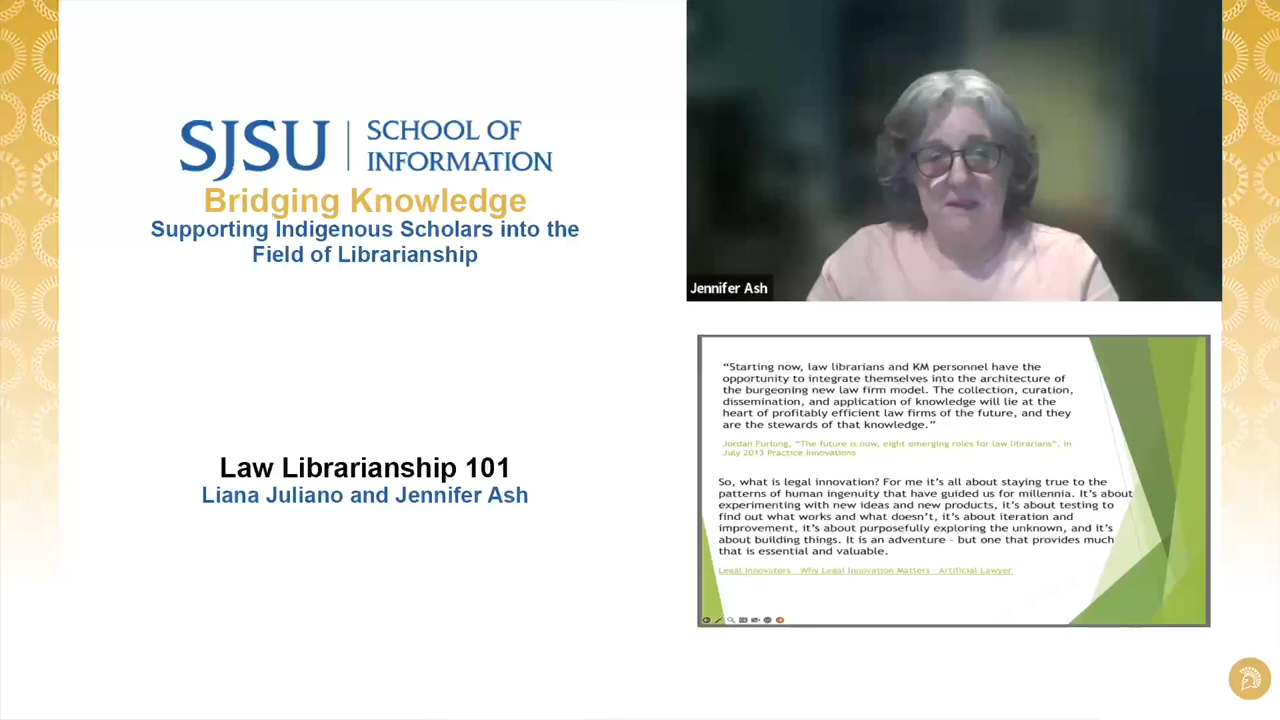 SJSU
SCHOOL OF
INFORMATION
Bridging Knowledge
Supporting Indigenous Scholars into the
Field of Librarianship
Law Librarianship 101
Liana Juliano and Jennifer Ash
Jennifer Ash
“Starting now, law librarians and KM personnel have the
opportunity to integrate themselves into the architecture of
the burgeoning new law firm model. The collection, curation,
dissemination, and application of knowledge will lie at the
heart of profitably efficient law firms of the future, and they
are the stewards of that knowledge.”
Jordan Furlong, “The future is now, eight emerging roles for law librarians”, in
July 2013 Practice Innovations
So, what is legal innovation? For me it’s all about staying true to the
patterns of human ingenuity that have guided us for millennia. It’s about
experimenting with new ideas and new products, it’s about testing to
find out what works and what doesn’t, it’s about iteration and
improvement, it’s about purposefully exploring the unknown, and it’s
about building things. It is an adventure – but one that provides much
that is essential and valuable.
Legal Innovators – Why Legal Innovation Matters – Artificial Lawyer